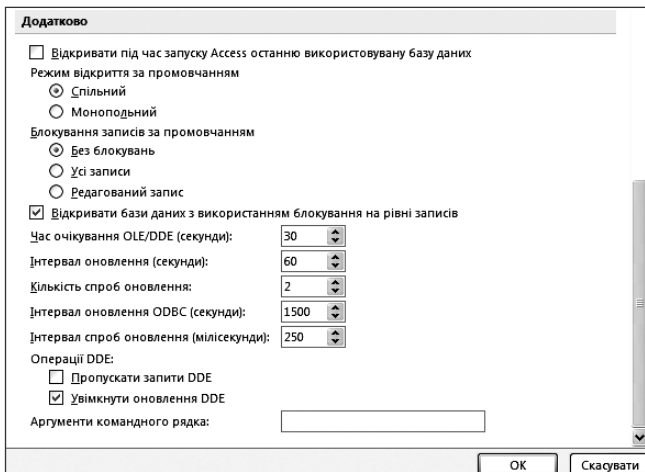 Додатково
Відкривати під час запуску Access останню використовувану базу даних
Режим відкриття за промовчанням
Спільний
Монопольний
Блокування записів за промовчанням
Без блокувань
Усі записи
Редагований запис
Відкривати бази даних з використанням блокування на рівні записів
Час очікування OLE/DDE (секунди): 30
Інтервал оновлення (секунди): 60
Кількість спроб оновлення: 2
Інтервал оновлення ODBC (секунди): 1500
Інтервал спроб оновлення (мілісекунди): 250
Операції DDE:
Пропускати запити DDE
Увімкнути оновлення DDE
Аргументи командного рядка:
ОК Скасувати